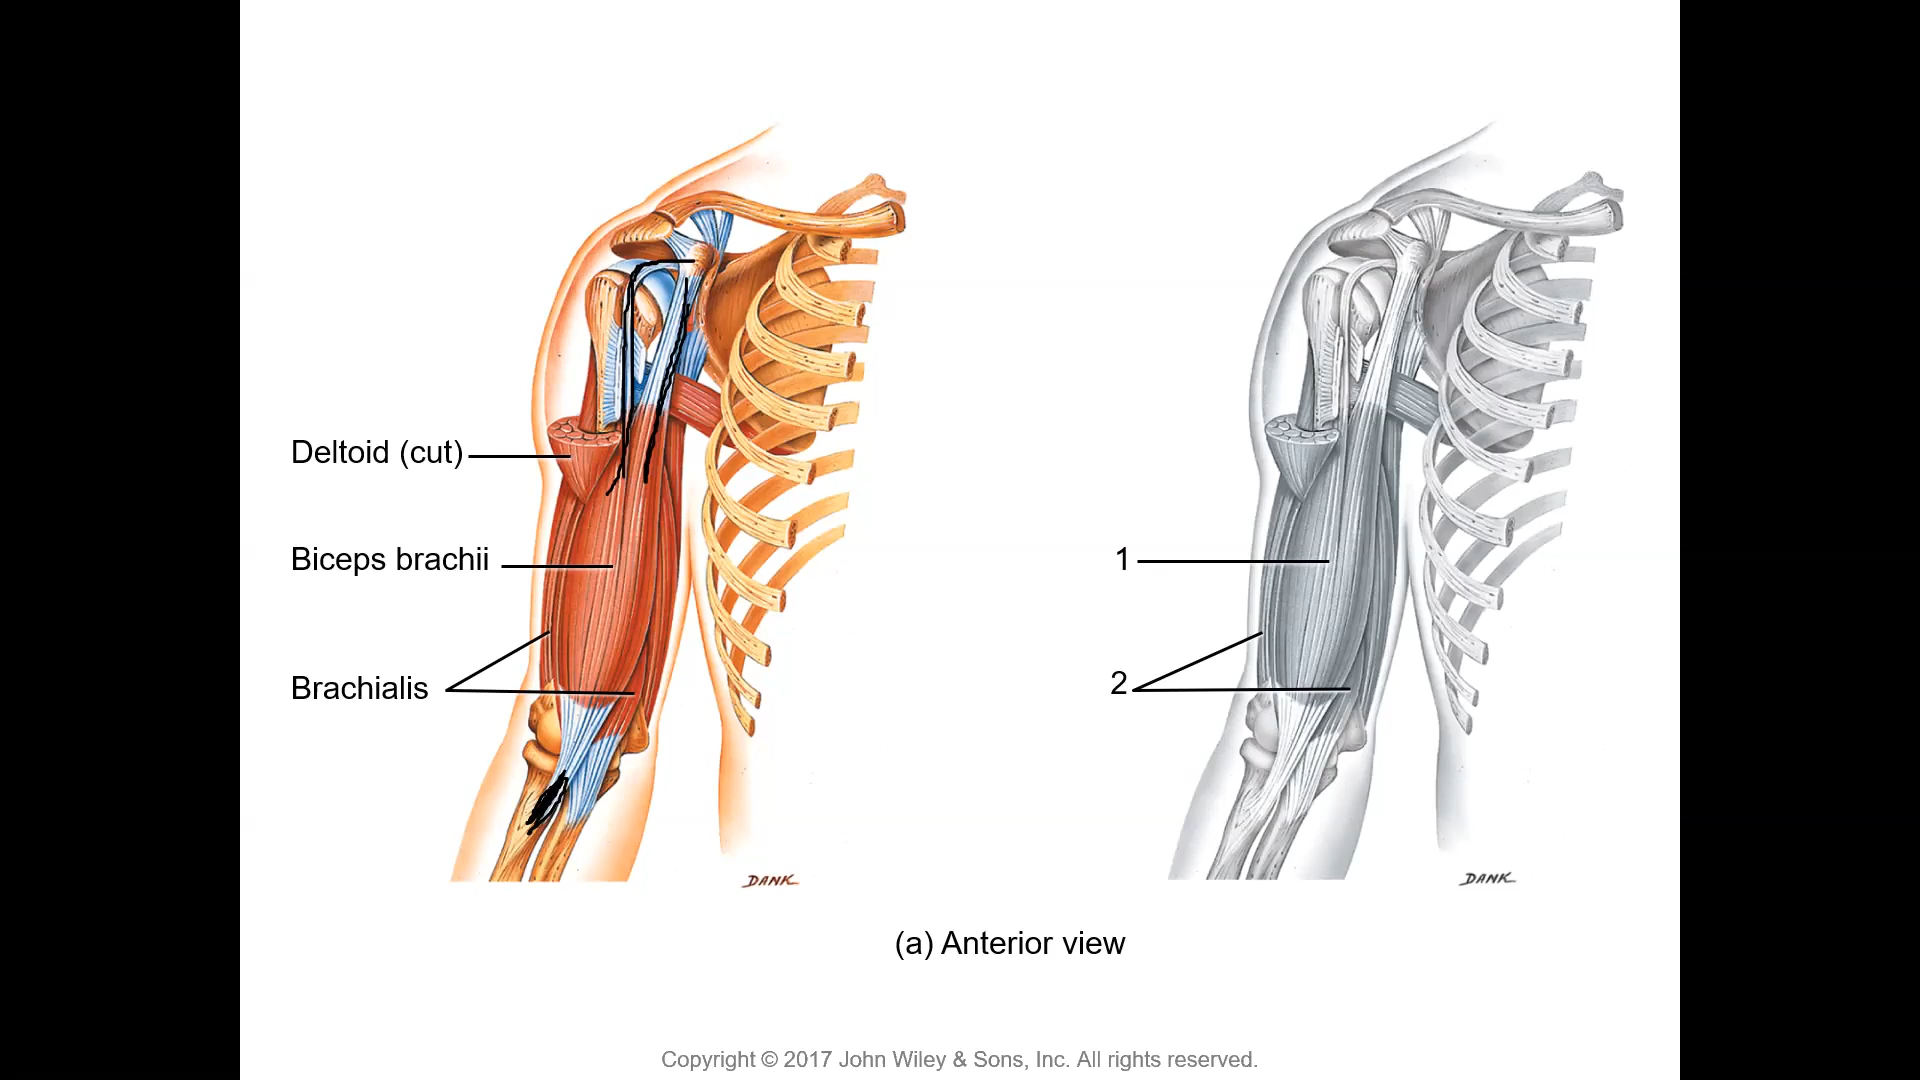 Deltoid (cut)
Biceps brachii
Brachialis
1
2
DANK
DANK
(a) Anterior view
Copyright © 2017 John Wiley & Sons, Inc. All rights reserved.